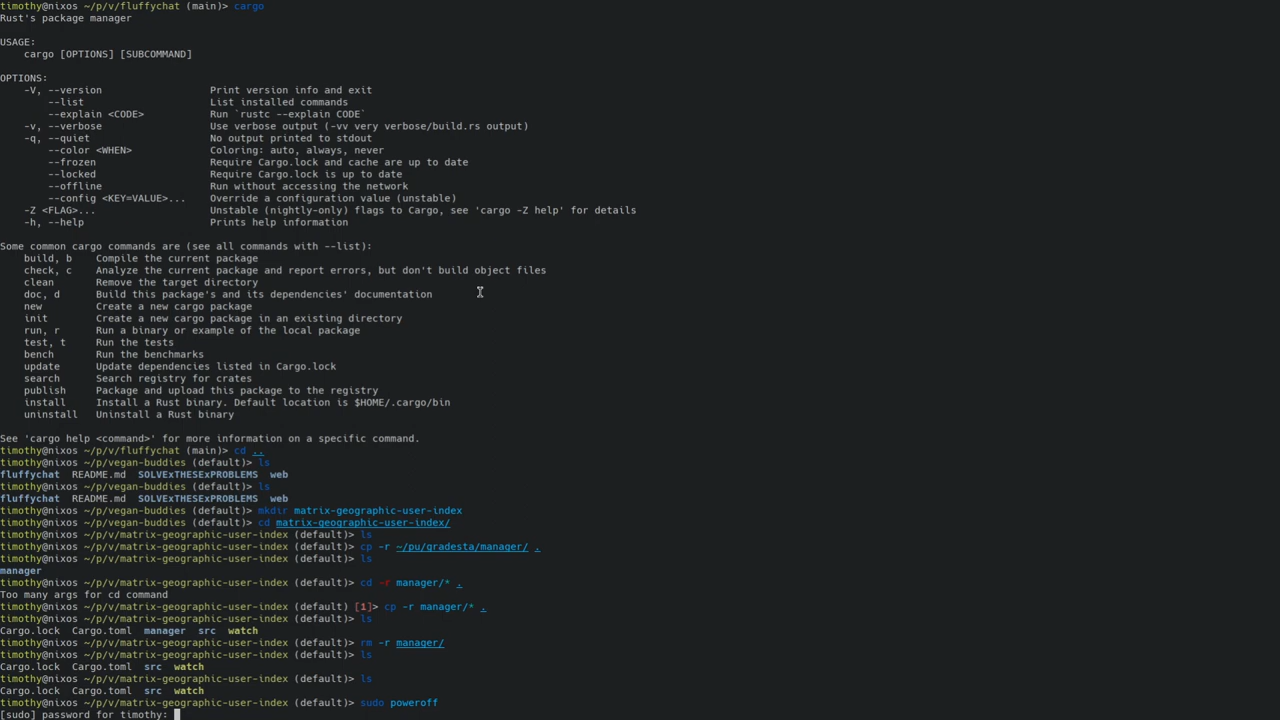 timothy@nixos ~/p/v/fluffychat (main)> cargo
Rust's package manager

USAGE:
    cargo [OPTIONS] [SUBCOMMAND]

OPTIONS:
    -V, --version                  Print version info and exit
        --list                     List installed commands
        --explain <CODE>           Run `rustc --explain CODE`
    -v, --verbose                  Use verbose output (-vv very verbose/build.rs output)
    -q, --quiet                    No output printed to stdout
        --color <WHEN>             Coloring: auto, always, never
        --frozen                   Require Cargo.lock and cache are up to date
        --locked                   Require Cargo.lock is up to date
        --offline                  Run without accessing the network
        --config <KEY=VALUE>...    Override a configuration value (unstable)
    -Z <FLAG>...                   Unstable (nightly-only) flags to Cargo, see 'cargo -Z help' for details
    -h, --help                     Prints help information

Some common cargo commands are (see all commands with --list):
    build, b    Compile the current package
    check, c    Analyze the current package and report errors, but don't build object files
    clean       Remove the target directory
    doc, d      Build this package's and its dependencies' documentation
    new         Create a new cargo package
    init        Create a new cargo package in an existing directory
    run, r      Run a binary or example of the local package
    test, t     Run the tests
    bench       Run the benchmarks
    update      Update dependencies listed in Cargo.lock
    search      Search registry for crates
    publish     Package and upload this package to the registry
    install     Install a Rust binary. Default location is $HOME/.cargo/bin
    uninstall   Uninstall a Rust binary

See 'cargo help <command>' for more information on a specific command.
timothy@nixos ~/p/v/fluffychat (main)> cd ..
timothy@nixos ~/p/vegan-buddies (default)> ls
fluffychat  README.md  SOLVExTHESExPROBLEMS  web
timothy@nixos ~/p/vegan-buddies (default)> ls
fluffychat  README.md  SOLVExTHESExPROBLEMS  web
timothy@nixos ~/p/vegan-buddies (default)> mkdir matrix-geographic-user-index
timothy@nixos ~/p/vegan-buddies (default)> cd matrix-geographic-user-index/
timothy@nixos ~/p/v/matrix-geographic-user-index (default)> ls
timothy@nixos ~/p/v/matrix-geographic-user-index (default)> cp -r ~/pu/gradesta/manager/ .
timothy@nixos ~/p/v/matrix-geographic-user-index (default)> ls
manager
timothy@nixos ~/p/v/matrix-geographic-user-index (default)> cd -r manager/* .
Too many args for cd command
timothy@nixos ~/p/v/matrix-geographic-user-index (default) [1]> cp -r manager/* .
timothy@nixos ~/p/v/matrix-geographic-user-index (default)> ls
Cargo.lock  Cargo.toml  manager  src  watch
timothy@nixos ~/p/v/matrix-geographic-user-index (default)> rm -r manager/
timothy@nixos ~/p/v/matrix-geographic-user-index (default)> ls
Cargo.lock  Cargo.toml  src  watch
timothy@nixos ~/p/v/matrix-geographic-user-index (default)> ls
Cargo.lock  Cargo.toml  src  watch
timothy@nixos ~/p/v/matrix-geographic-user-index (default)> sudo poweroff
[sudo] password for timothy: